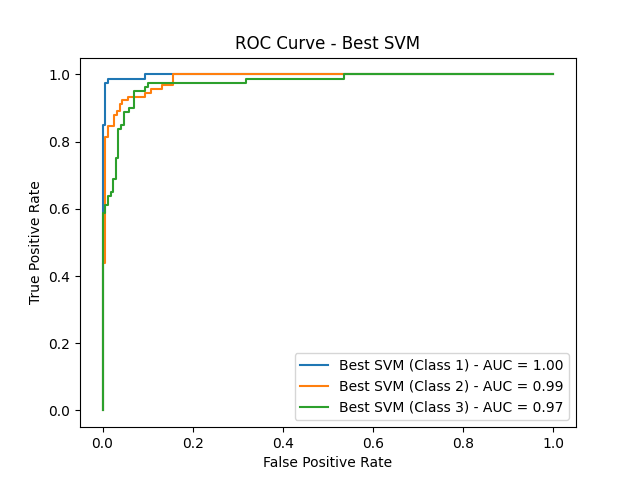 ROC Curve - Best SVM
True Positive Rate
1.0
0.8
0.6
0.4
0.2
0.0
Best SVM (Class 1) - AUC = 1.00
Best SVM (Class 2) - AUC = 0.99
Best SVM (Class 3) - AUC = 0.97
0.0 0.2 0.4 0.6 0.8 1.0
False Positive Rate